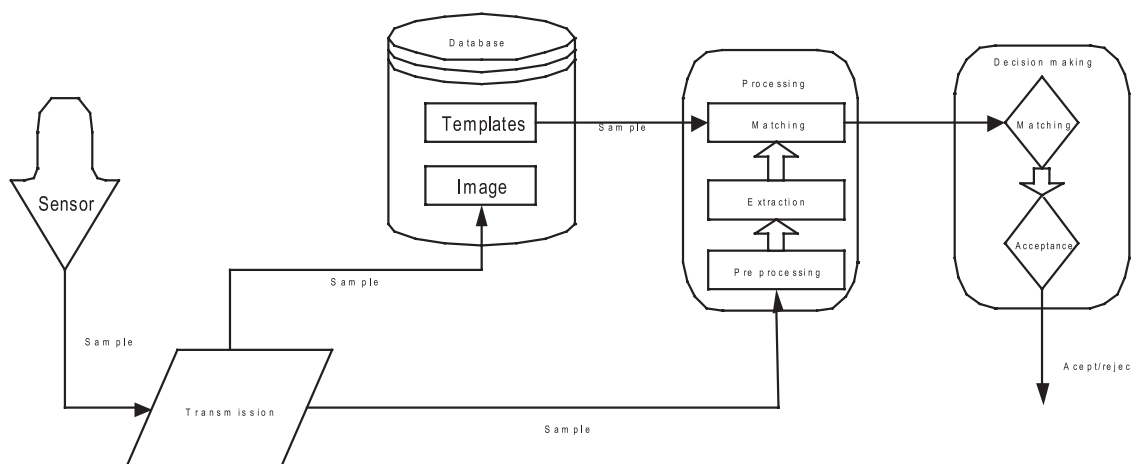 Database
Templates
Image
Sample
Processing
Matching
Extraction
Pre processing
Decision making
Matching
Acceptance
Sensor
Sample
Sample
Transmission
Sample
Acept/rejec